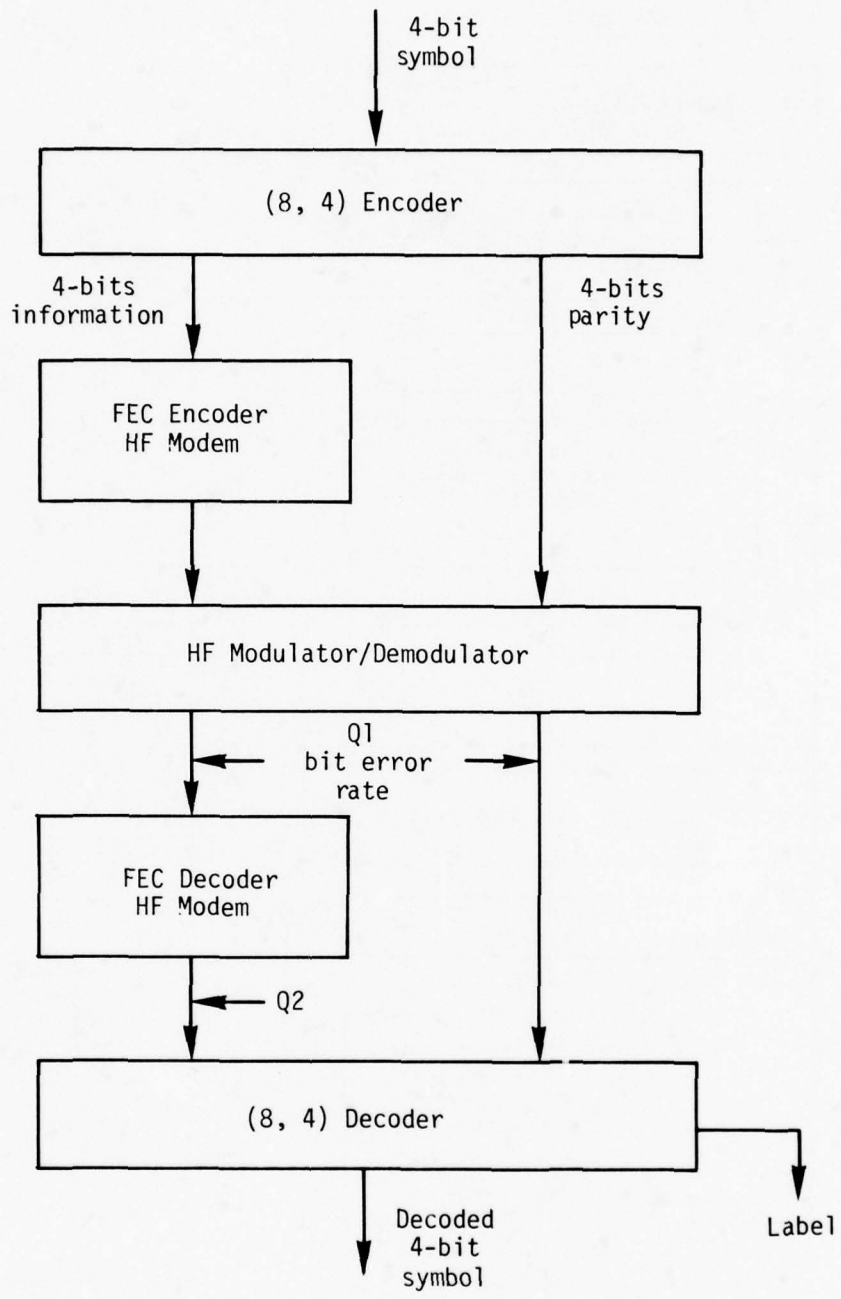 4-bit
symbol
(8, 4) Encoder
4-bits
information
4-bits
parity
FEC Encoder
HF Modem
HF Modulator/Demodulator
Q1
bit error
rate
FEC Decoder
HF Modem
Q2
(8, 4) Decoder
Decoded
4-bit
symbol
Label